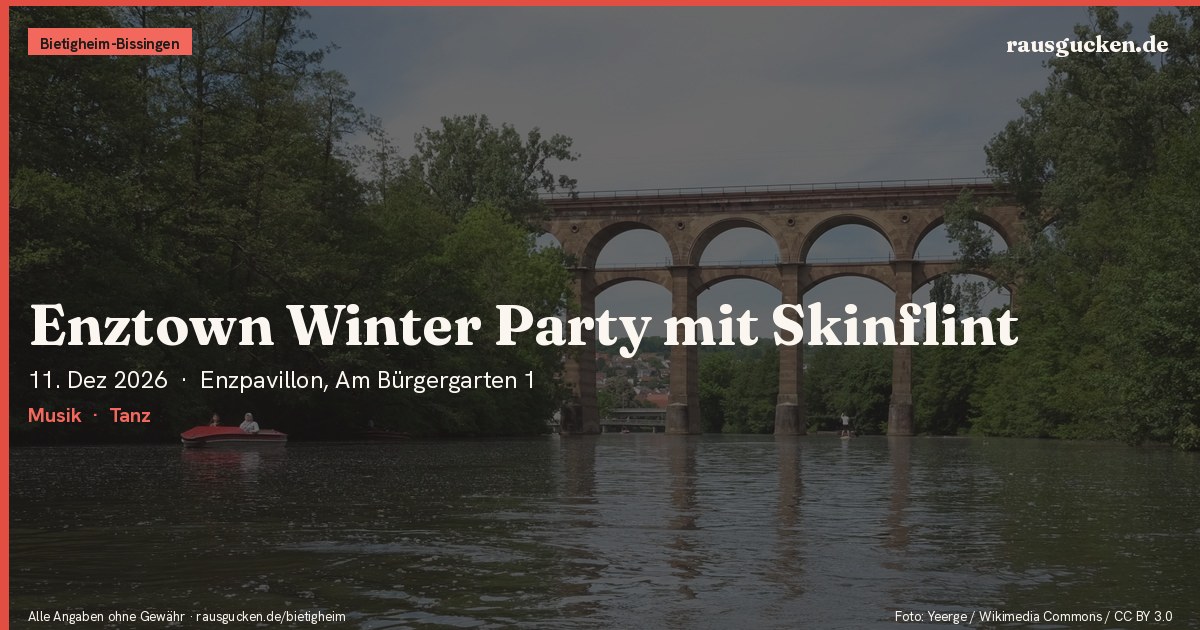 Bietigheim-Bissingen
rausgucken.de
Enztown Winter Party mit Skinflint
11. Dez 2026 · Enzpavillon, Am Bürgergarten 1
Musik · Tanz
Alle Angaben ohne Gewähr · rausgucken.de/bietigheim
Foto: Yeerge / Wikimedia Commons / CC BY 3.0